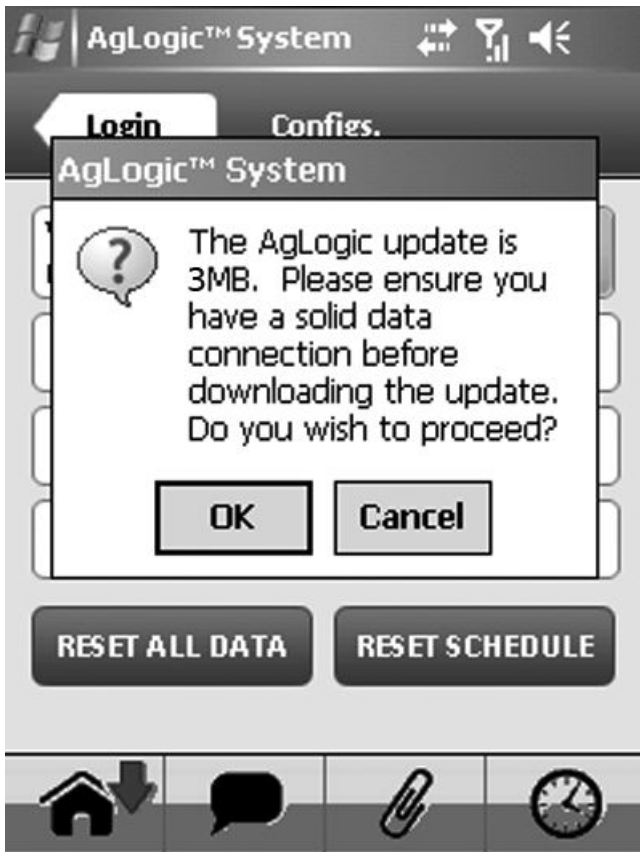 AgLogic™ System
Login Configs.
AgLogic™ System
The AgLogic update is
3MB. Please ensure you
have a solid data
connection before
downloading the update.
Do you wish to proceed?
OK Cancel
RESET ALL DATA RESET SCHEDULE